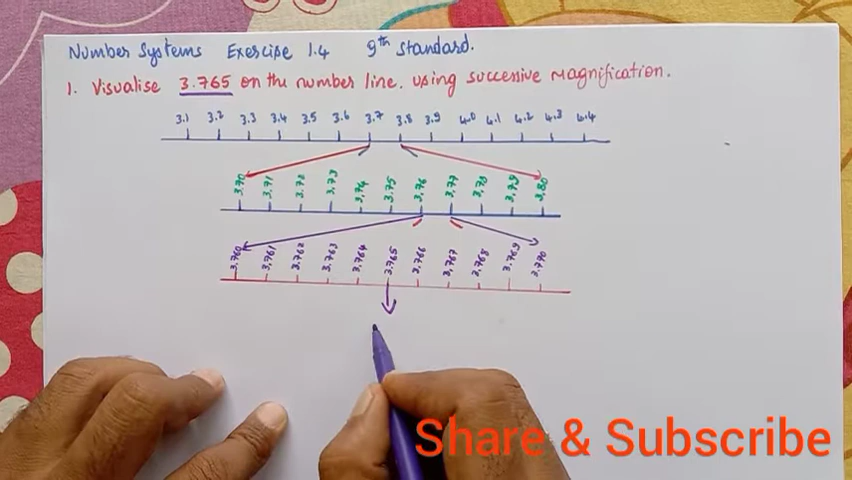 Number Systems Exercise 1.4 9th Standard.
1. Visualise 3.765 on the number line, using successive magnification.
3.1 3.2 3.3 3.4 3.5 3.6 3.7 3.8 3.9 4.0 4.1 4.2 4.3 4.4
3.70 3.71 3.72 3.73 3.74 3.75 3.76 3.77 3.78 3.79 3.80
3.760 3.761 3.762 3.763 3.764 3.765 3.766 3.767 3.768 3.769 3.770
Share & Subscribe